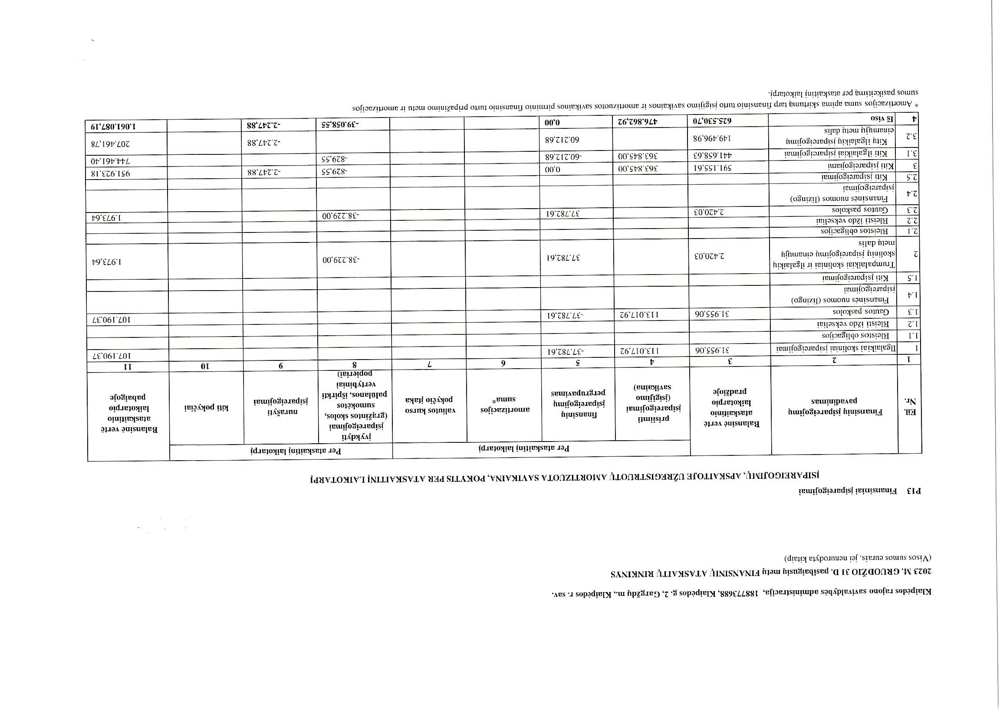 Klaipėdos rajono savivaldybės administracija, 188773688, Klaipėdos g. 2, Gargždų m., Klaipėdos r. sav.
2023 M. GRUODŽIO 31 D. pasibaigusių metų FINANSINIŲ ATASKAITŲ RINKINYS
(Visos sumos eurais, jei nenurodyta kitaip)
P13 Finansiniai įsipareigojimai
ĮSIPAREIGOJIMŲ, APSKAITOJE UŽREGISTRUOTŲ AMORTIZUOTA SAVIKAINA, POKYTIS PER ATASKAITINĮ LAIKOTARPĮ
Eil. Nr.
Finansinių įsipareigojimų pavadinimas
Balansinė vertė ataskaitinio laikotarpio pradžioje
Per ataskaitinį laikotarpį
Per ataskaitinį laikotarpį
Balansinė vertė ataskaitinio laikotarpio pabaigoje
prisiimti įsipareigojimai (įsigijimo savikaina)
finansinių įsipareigojimų pergrupavimas
amortizacijos suma*
valiutos kurso pokyčio įtaka
įvykdyti įsipareigojimai (grąžintos skolos, sumokėtos palūkanos, išpirkti vertybiniai popieriai)
nurašyti įsipareigojimai
kiti pokyčiai
1 2 3 4 5 6 7 8 9 10 11
1 Ilgalaikiai skoliniai įsipareigojimai 31.955,06 113.017,92 -37.782,61 107.190,37
1.1 Išleistos obligacijos
1.2 Išleisti iždo vekseliai
1.3 Gautos paskolos 31.955,06 113.017,92 -37.782,61 107.190,37
1.4 Finansinės nuomos (lizingo)
įsipareigojimai
1.5 Kiti įsipareigojimai
2 Trumpalaikiai skoliniai ir ilgalaikių
skolinių įsipareigojimų einamųjų
metų dalis 2.420,03 37.782,61 -38.229,00 1.973,64
2.1 Išleistos obligacijos
2.2 Išleisti iždo vekseliai
2.3 Gautos paskolos 2.420,03 37.782,61 -38.229,00 1.973,64
2.4 Finansinės nuomos (lizingo)
įsipareigojimai
2.5 Kiti įsipareigojimai
3 Kiti įsipareigojiami 591.155,61 363.845,00 0,00 -829,55 -2.247,88 951.923,18
3.1 Kiti ilgalaikiai įsipareigojimai 441.658,63 363.845,00 -60.212,68 -829,55 744.461,40
3.2 Kitų ilgalaikių įsipareigojimų
einamųjų metų dalis 149.496,98 60.212,68 -2.247,88 207.461,78
4 Iš viso 625.530,70 476.862,92 0,00 -39.058,55 -2.247,88 1.061.087,19
* Amortizacijos suma apima skirtumą tarp finansinio turto įsigijimo savikainos ir amortizuotos savikainos pirminio finansinio turto pripažinimo metu ir amortizacijos
sumos pasikeitimą per ataskaitinį laikotarpį.